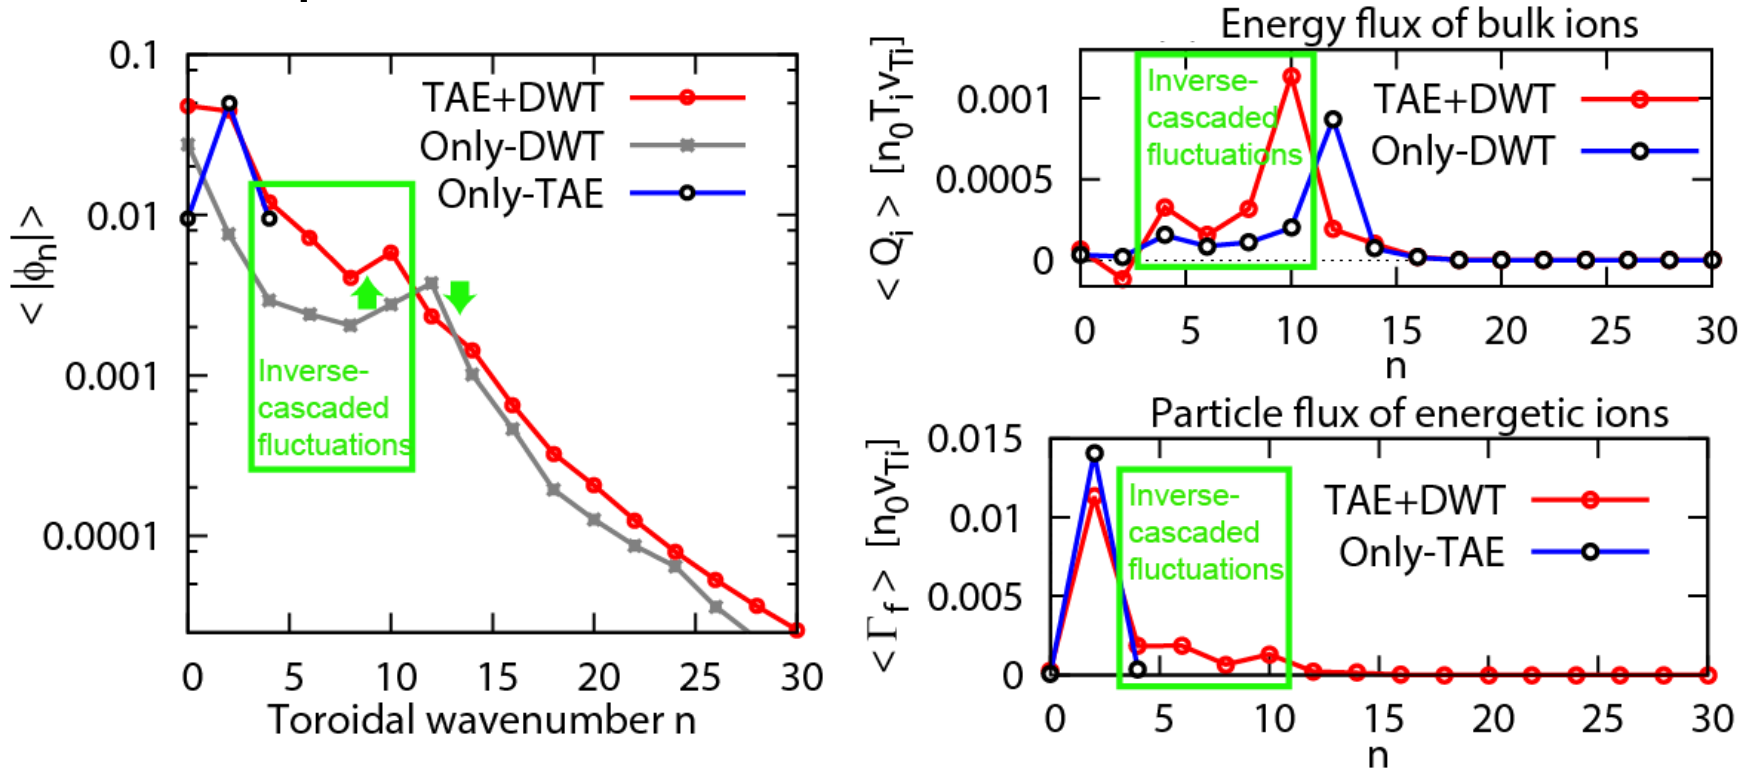 0.1
0.01
0.001
0.0001
< |ϕn| >
TAE+DWT
Only-DWT
Only-TAE
Inverse-
cascaded
fluctuations
0 5 10 15 20 25 30
Toroidal wavenumber n
Energy flux of bulk ions
0.001
0.0005
0
< Qi > [n0TivTi]
Inverse-
cascaded
fluctuations
TAE+DWT
Only-DWT
0 5 10 15 20 25 30
n
Particle flux of energetic ions
0.015
0.01
0.005
0
< Γf > [n0vTi]
Inverse-
cascaded
fluctuations
TAE+DWT
Only-TAE
0 5 10 15 20 25 30
n